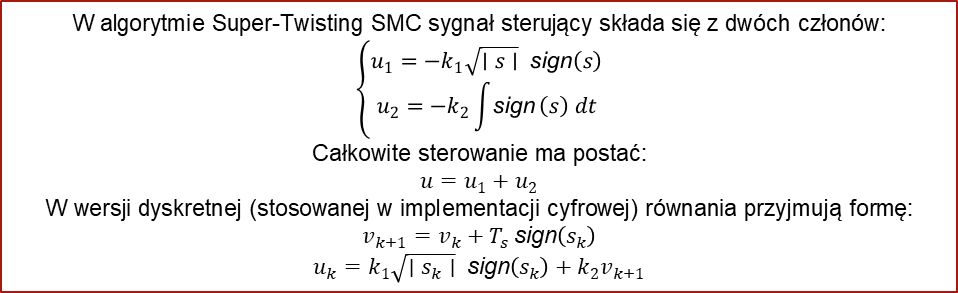 W algorytmie Super-Twisting SMC sygnał sterujący składa się z dwóch członów:
u₁ = −k₁√| s | sign(s)
u₂ = −k₂ ∫ sign (s) dt
Całkowite sterowanie ma postać:
u = u₁ + u₂
W wersji dyskretnej (stosowanej w implementacji cyfrowej) równania przyjmują formę:
vₖ₊₁ = vₖ + Tₛ sign(sₖ)
uₖ = k₁√| sₖ | sign(sₖ) + k₂vₖ₊₁